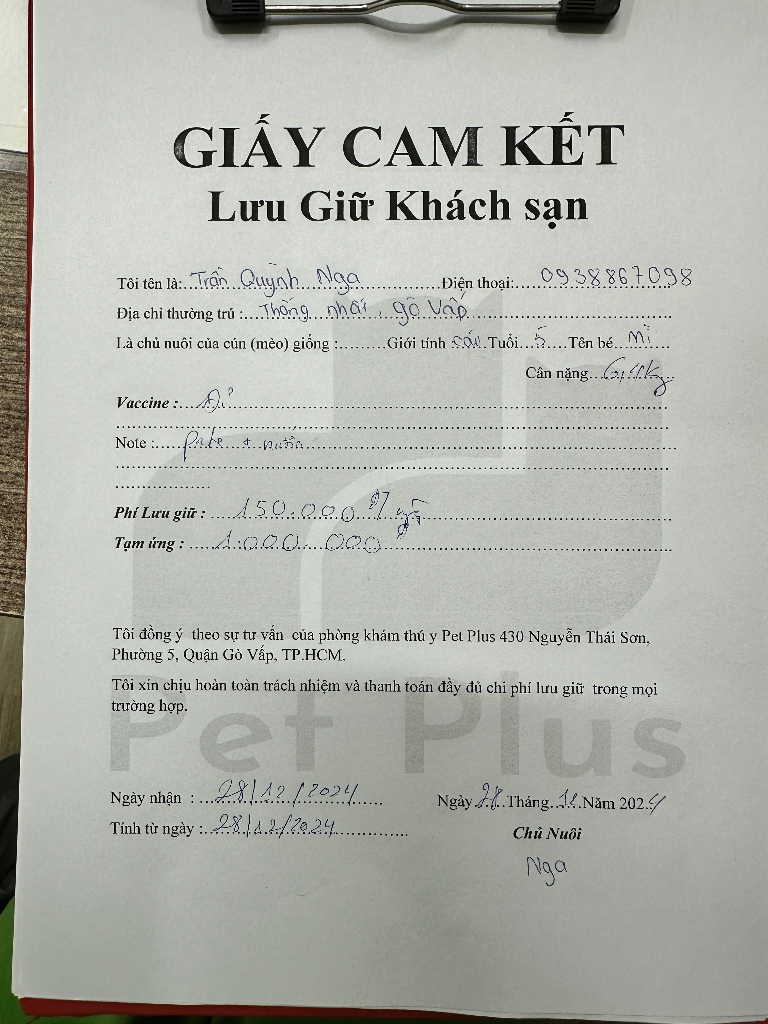 GIẤY CAM KẾT
Lưu Giữ Khách sạn
Tôi tên là:..Trần Quỳnh Nga..................Điện thoại:.....0938867098
Địa chỉ thường trú :...Thống nhất, gò Vấp.................................
Là chủ nuôi của cún (mèo) giống :.........Giới tính cái Tuổi...5...Tên bé...Mì...
Cân nặng...
Vaccine :
Note :..... pate +
Phí Lưu giữ : .....150.000 đ/
Tạm ứng : .....1.000.000 đ
Tôi đồng ý theo sự tư vấn của phòng khám thú y Pet Plus 430 Nguyễn Thái Sơn,
Phường 5, Quận Gò Vấp, TP.HCM.
Tôi xin chịu hoàn toàn trách nhiệm và thanh toán đầy đủ chi phí lưu giữ trong mọi
trường hợp.
Pet Plus
Ngày nhận : ...28/12/2024..... Ngày 28.Tháng.12.Năm 2024
Tính từ ngày :..28/12/2024............
Chủ Nuôi
Nga